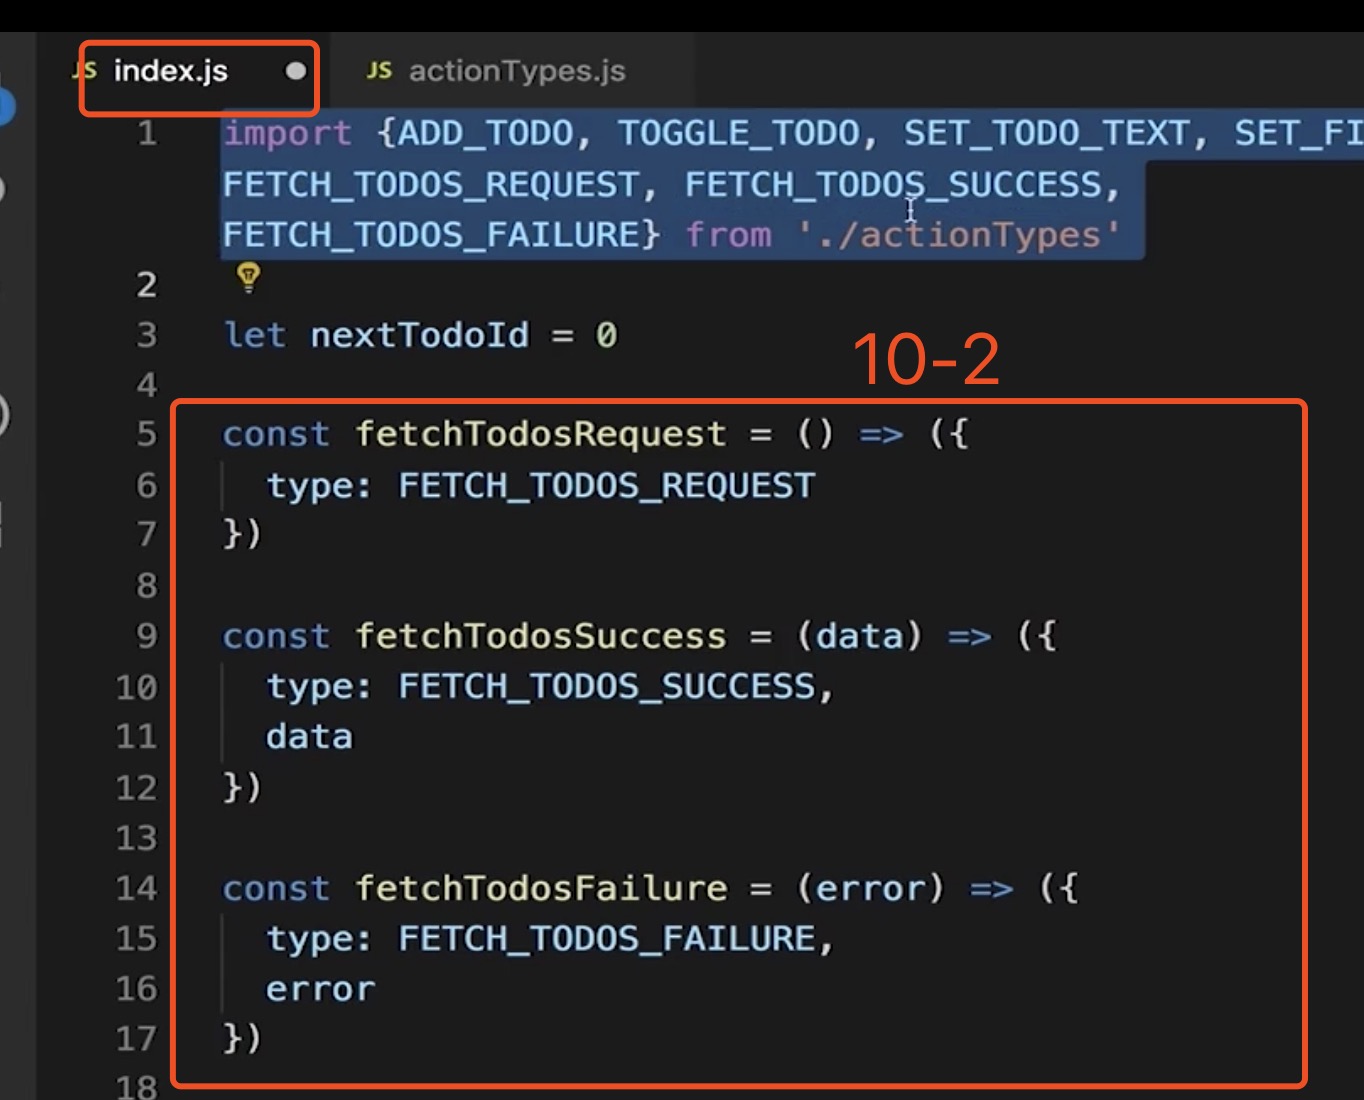 JS index.js ● JS actionTypes.js
1 import {ADD_TODO, TOGGLE_TODO, SET_TODO_TEXT, SET_FI
FETCH_TODOS_REQUEST, FETCH_TODOS_SUCCESS,
FETCH_TODOS_FAILURE} from './actionTypes'
2
3 let nextTodoId = 0
10-2
4
5 const fetchTodosRequest = () => ({
6 type: FETCH_TODOS_REQUEST
7 })
8
9 const fetchTodosSuccess = (data) => ({
10 type: FETCH_TODOS_SUCCESS,
11 data
12 })
13
14 const fetchTodosFailure = (error) => ({
15 type: FETCH_TODOS_FAILURE,
16 error
17 })
18